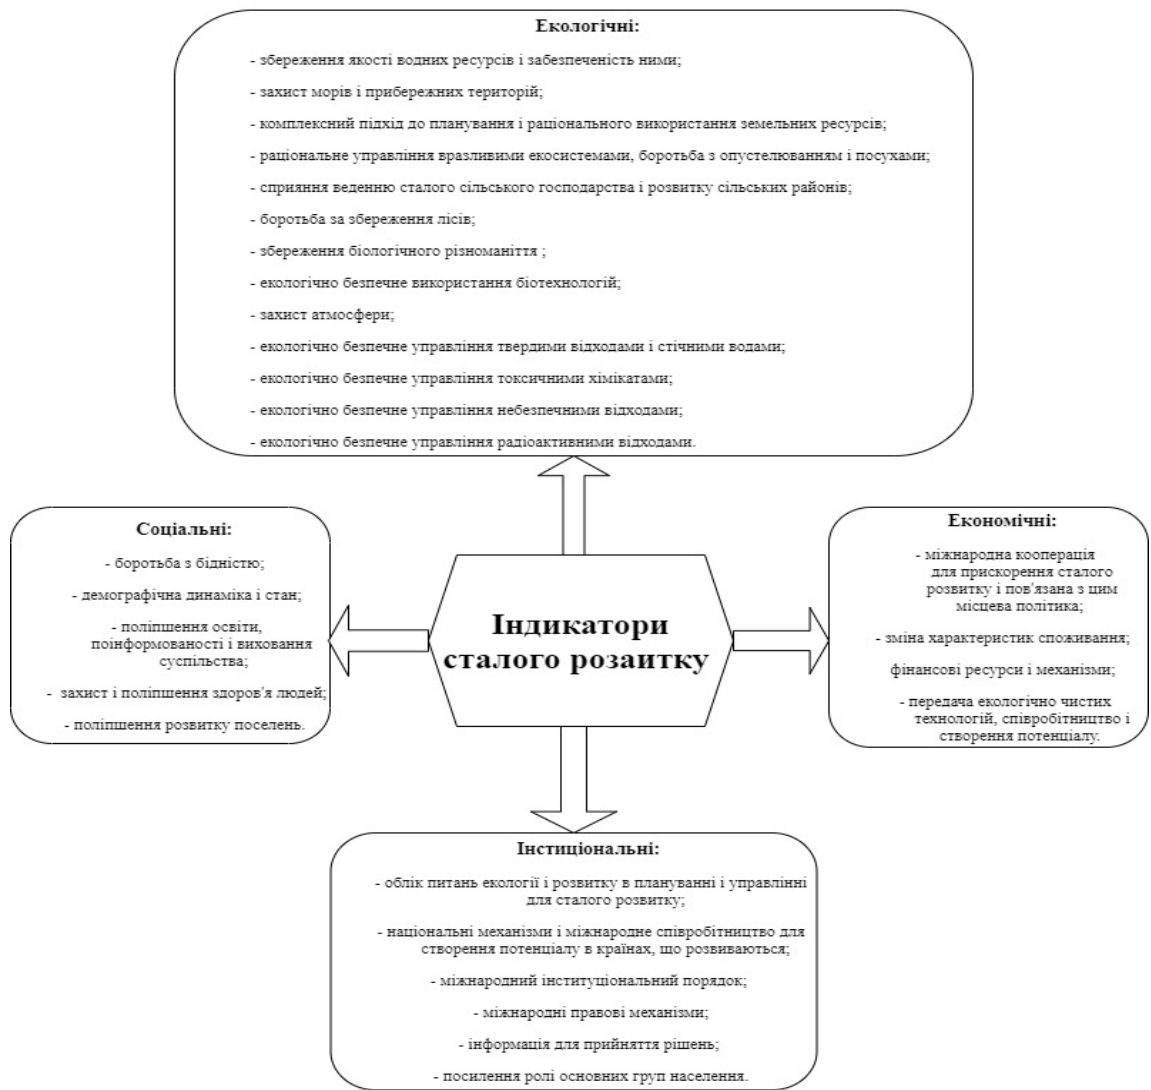 Екологічні:
- збереження якості водних ресурсів і забезпеченість ними;
- захист морів і прибережних територій;
- комплексний підхід до планування і раціонального використання земельних ресурсів;
- раціональне управління вразливими екосистемами, боротьба з опустелюванням і посухами;
- сприяння веденню сталого сільського господарства і розвитку сільських районів;
- боротьба за збереження лісів;
- збереження біологічного різноманіття ;
- екологічно безпечне використання біотехнологій;
- захист атмосфери;
- екологічно безпечне управління твердими відходами і стічними водами;
- екологічно безпечне управління токсичними хімікатами;
- екологічно безпечне управління небезпечними відходами;
- екологічно безпечне управління радіоактивними відходами.
Соціальні:
- боротьба з бідністю;
- демографічна динаміка і стан;
- поліпшення освіти,
поінформованості і виховання
суспільства;
- захист і поліпшення здоров'я людей;
- поліпшення розвитку поселень.
Індикатори
сталого розаитку
Економічні:
- міжнародна кооперація
для прискорення сталого
розвитку і пов'язана з цим
місцева політика;
- зміна характеристик споживання;
фінансові ресурси і механізми;
- передача екологічно чистих
технологій, співробітництво і
створення потенціалу.
Інстиціональні:
- облік питань екології і розвитку в плануванні і управлінні
для сталого розвитку;
- національні механізми і міжнародне співробітництво для
створення потенціалу в країнах, що розвиваються;
- міжнародний інституціональний порядок;
- міжнародні правові механізми;
- інформація для прийняття рішень;
- посилення ролі основних груп населення.